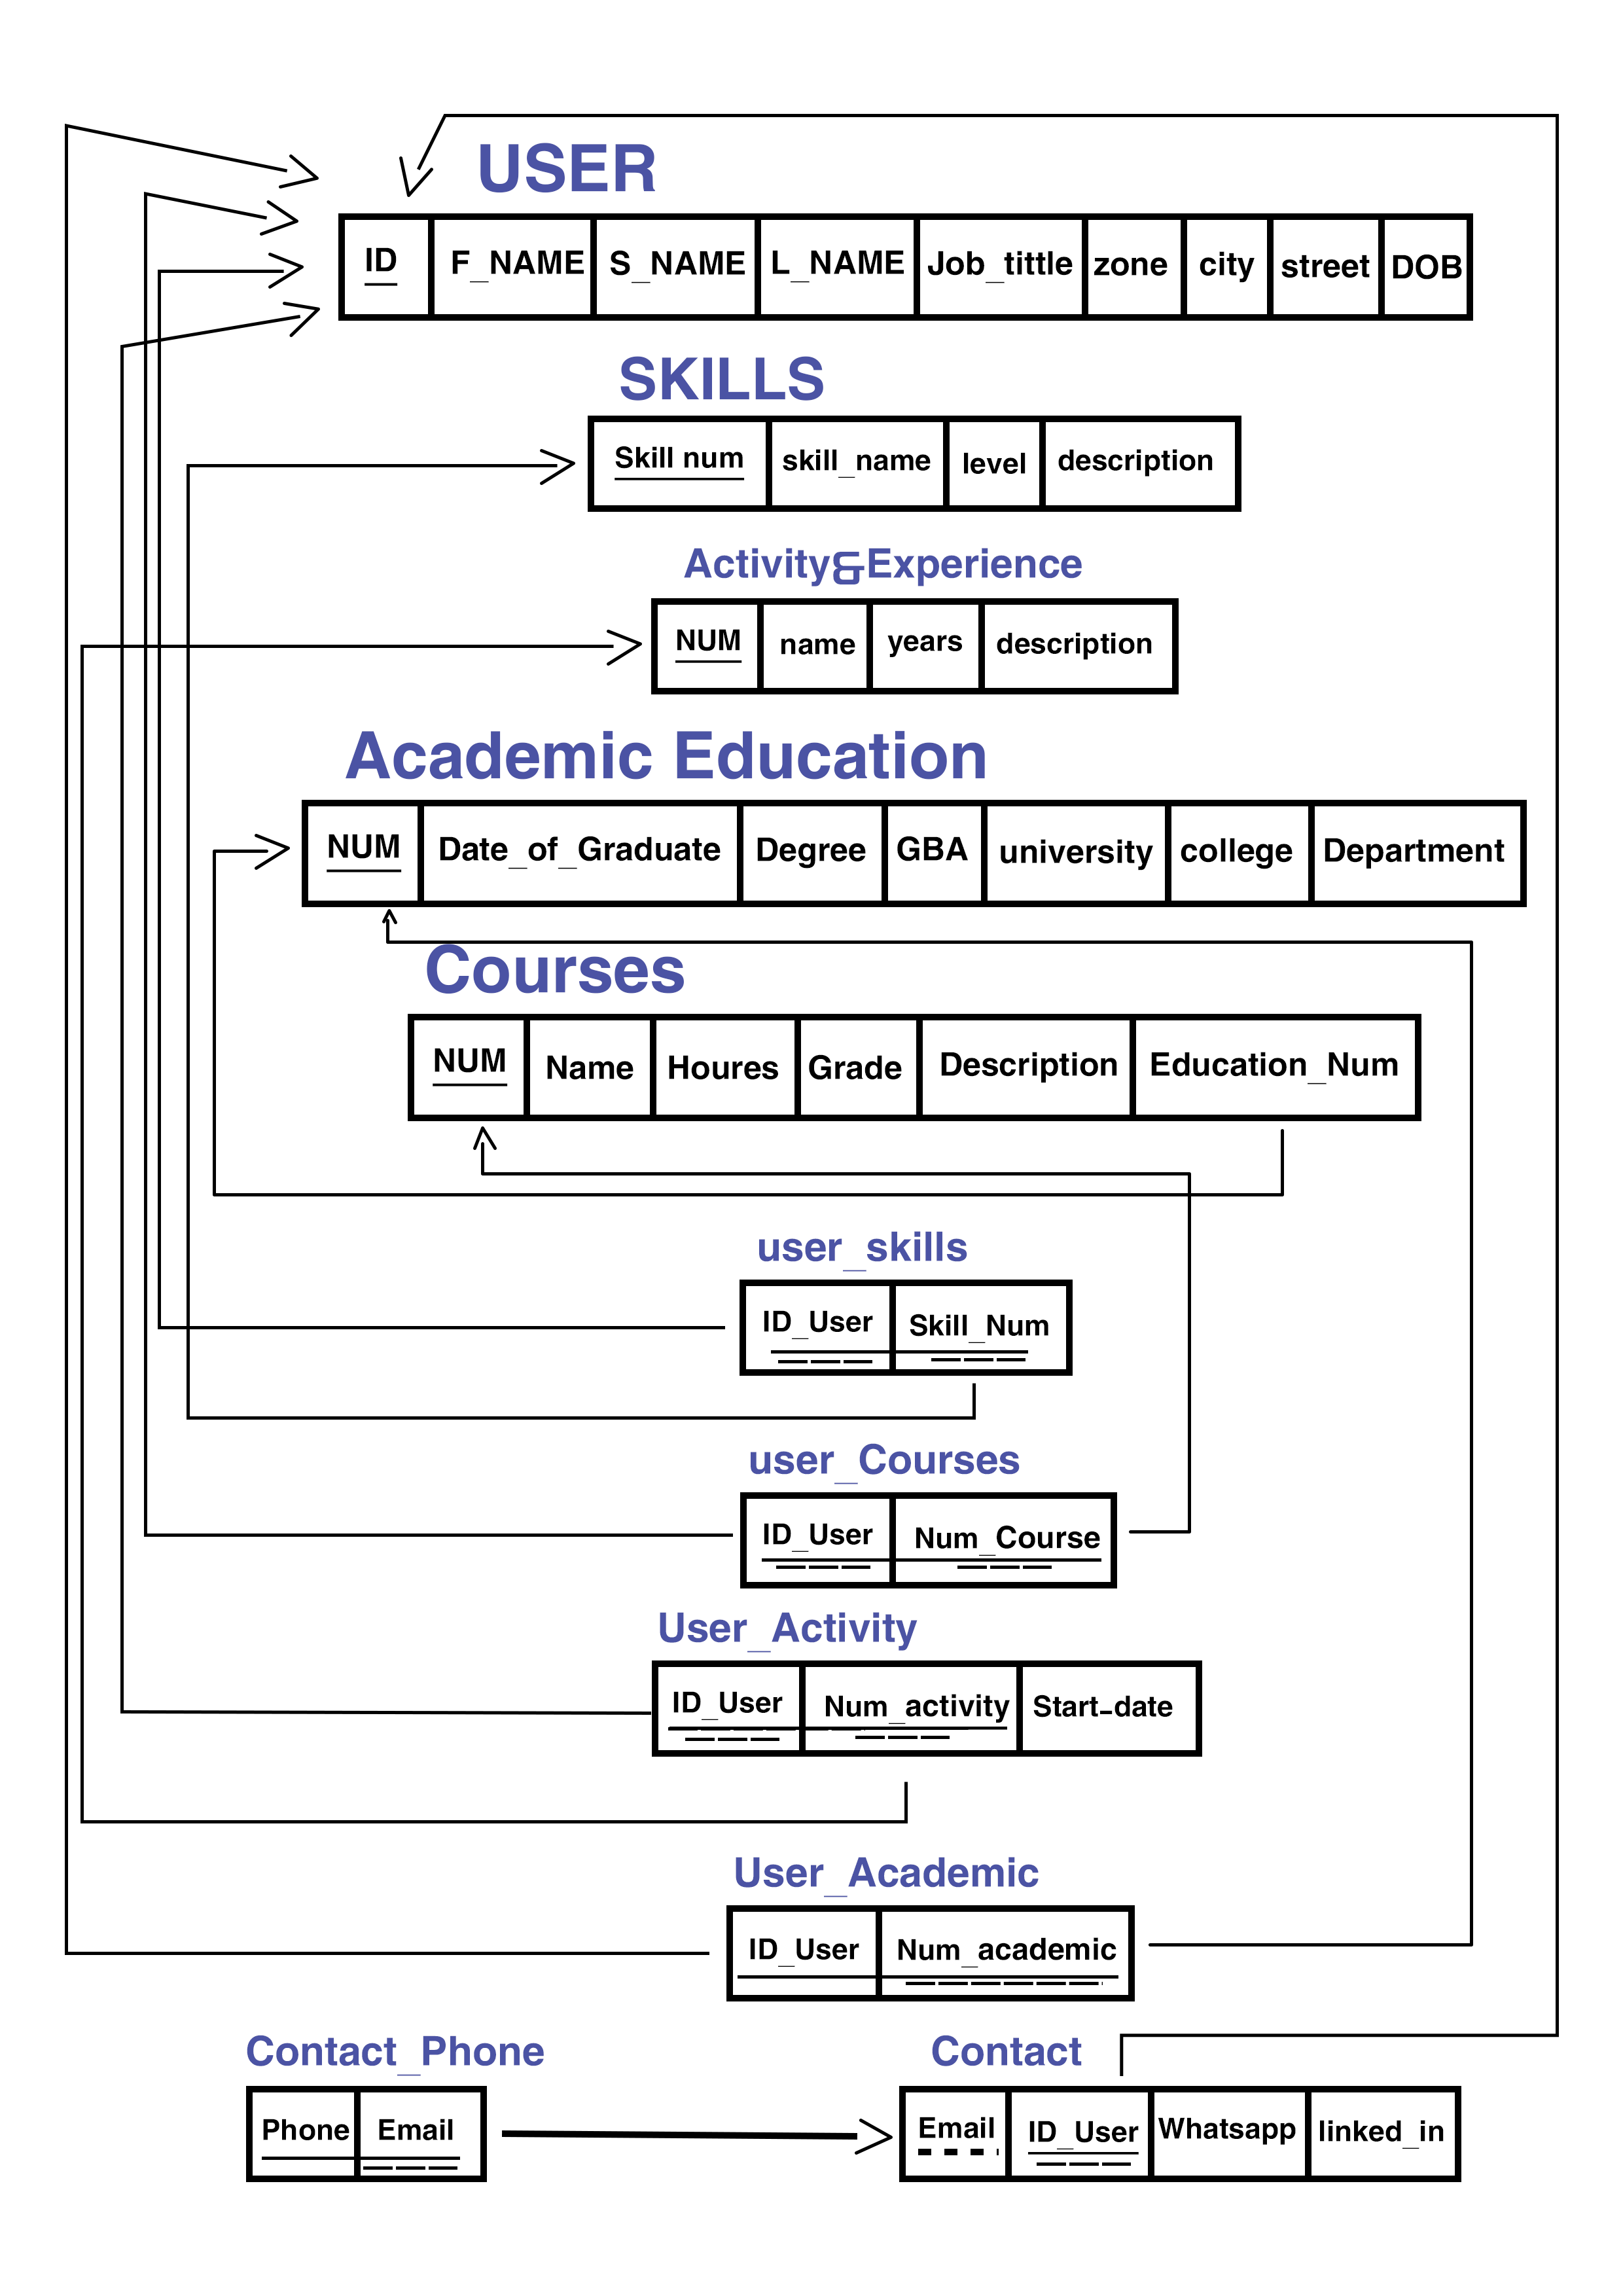 USER
ID F_NAME S_NAME L_NAME Job_tittle zone city street DOB
SKILLS
Skill num skill_name level description
Activity&Experience
NUM name years description
Academic Education
NUM Date_of_Graduate Degree GBA university college Department
Courses
NUM Name Houres Grade Description Education_Num
user_skills
ID_User Skill_Num
user_Courses
ID_User Num_Course
User_Activity
ID_User Num_activity Start-date
User_Academic
ID_User Num_academic
Contact_Phone
Phone Email
Contact
Email ID_User Whatsapp linked_in